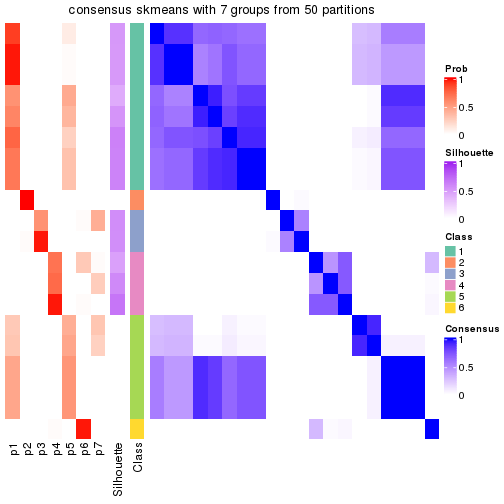 consensus skmeans with 7 groups from 50 partitions
Prob
1
0.5
0
Silhouette
1
0.5
0
Class
1
2
3
4
5
6
Consensus
1
0.5
0
p1
p2
p3
p4
p5
p6
p7
Silhouette
Class